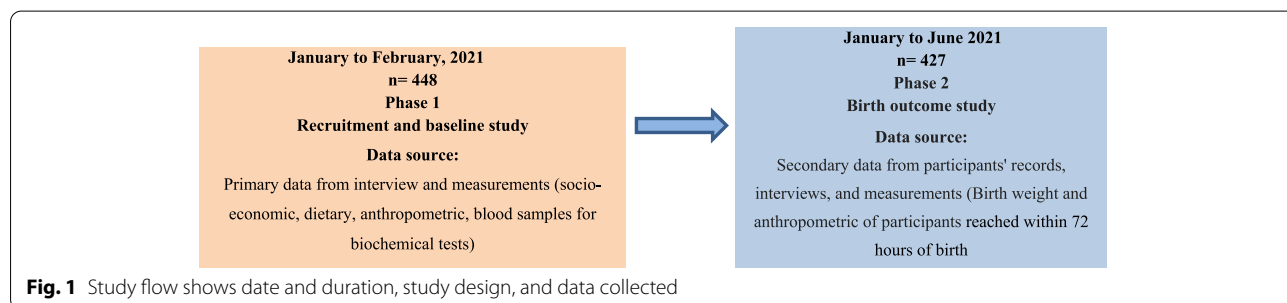 January to February, 2021
n= 448
Phase 1
Recruitment and baseline study
Data source:
Primary data from interview and measurements (socio-
economic, dietary, anthropometric, blood samples for
biochemical tests)
January to June 2021
n= 427
Phase 2
Birth outcome study
Data source:
Secondary data from participants' records,
interviews, and measurements (Birth weight and
anthropometric of participants reached within 72
hours of birth
Fig. 1 Study flow shows date and duration, study design, and data collected